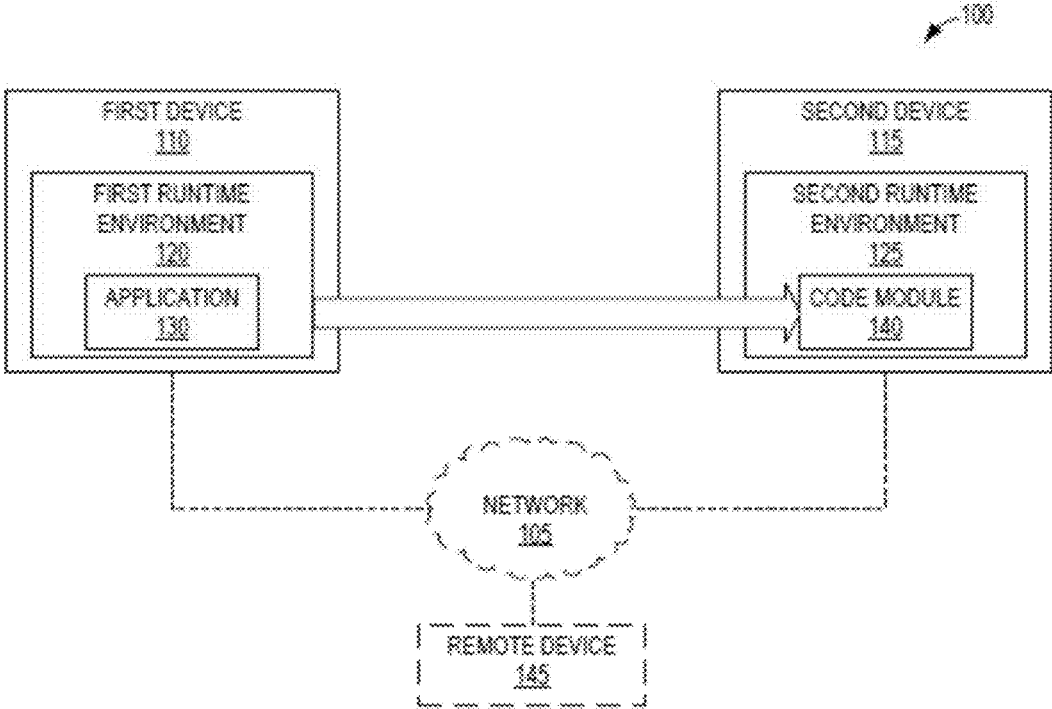 100
FIRST DEVICE
110
FIRST RUNTIME
ENVIRONMENT
120
APPLICATION
130
SECOND DEVICE
115
SECOND RUNTIME
ENVIRONMENT
125
CODE MODULE
140
NETWORK
105
REMOTE DEVICE
145